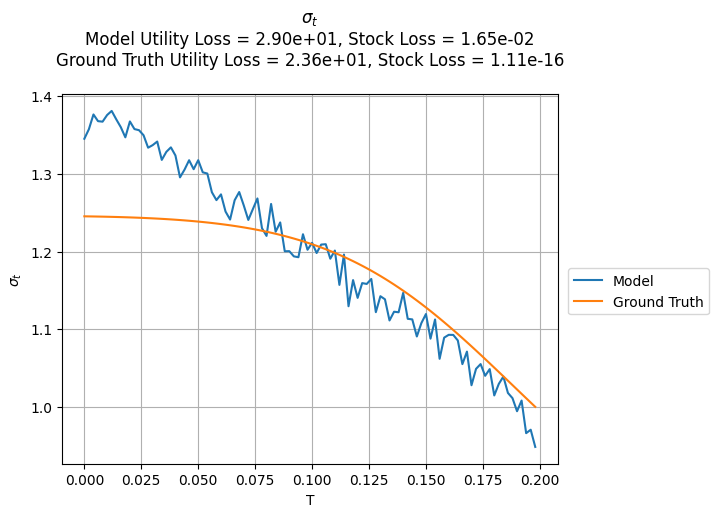 σt
Model Utility Loss = 2.90e+01, Stock Loss = 1.65e-02
Ground Truth Utility Loss = 2.36e+01, Stock Loss = 1.11e-16
1.4
1.3
1.2
1.1
1.0
σt
0.000 0.025 0.050 0.075 0.100 0.125 0.150 0.175 0.200
T
Model
Ground Truth